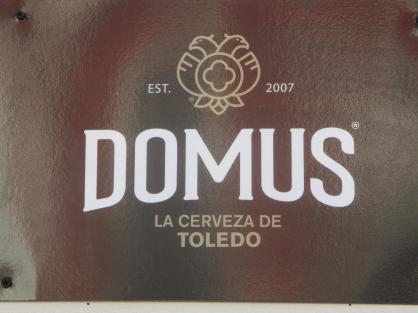 EST. 2007
DOMUS®
LA CERVEZA DE
TOLEDO